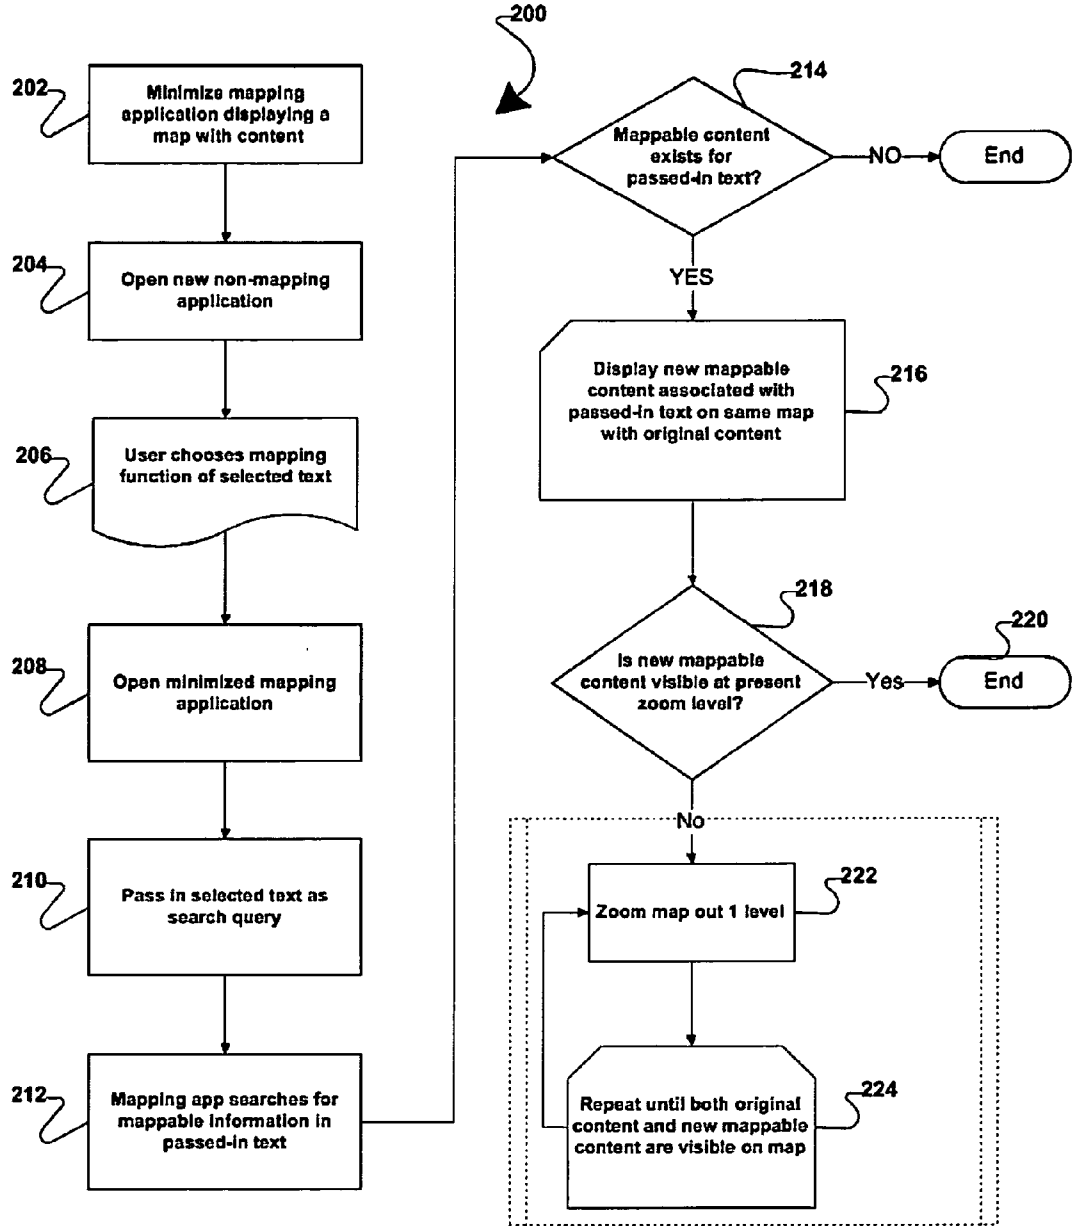 200
202
Minimize mapping
application displaying a
map with content
204
Open new non-mapping
application
206
User chooses mapping
function of selected text
208
Open minimized mapping
application
210
Pass in selected text as
search query
212
Mapping app searches for
mappable information in
passed-in text
214
Mappable content
exists for
passed-in text?
NO
End
YES
216
Display new mappable
content associated with
passed-in text on same map
with original content
218
Is new mappable
content visible at present
zoom level?
Yes
220
End
No
222
Zoom map out 1 level
224
Repeat until both original
content and new mappable
content are visible on map